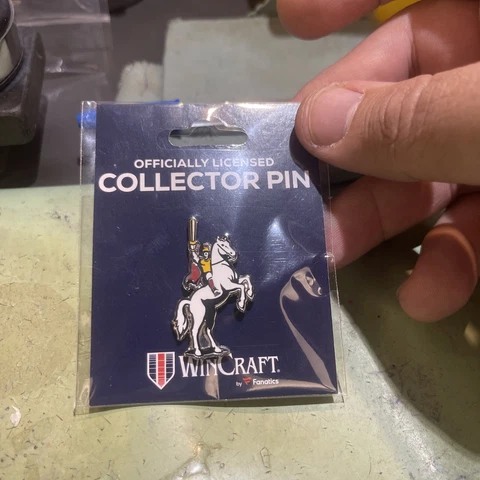 OFFICIALLY LICENSED
COLLECTOR PIN
WINCRAFT.
by Fanatics